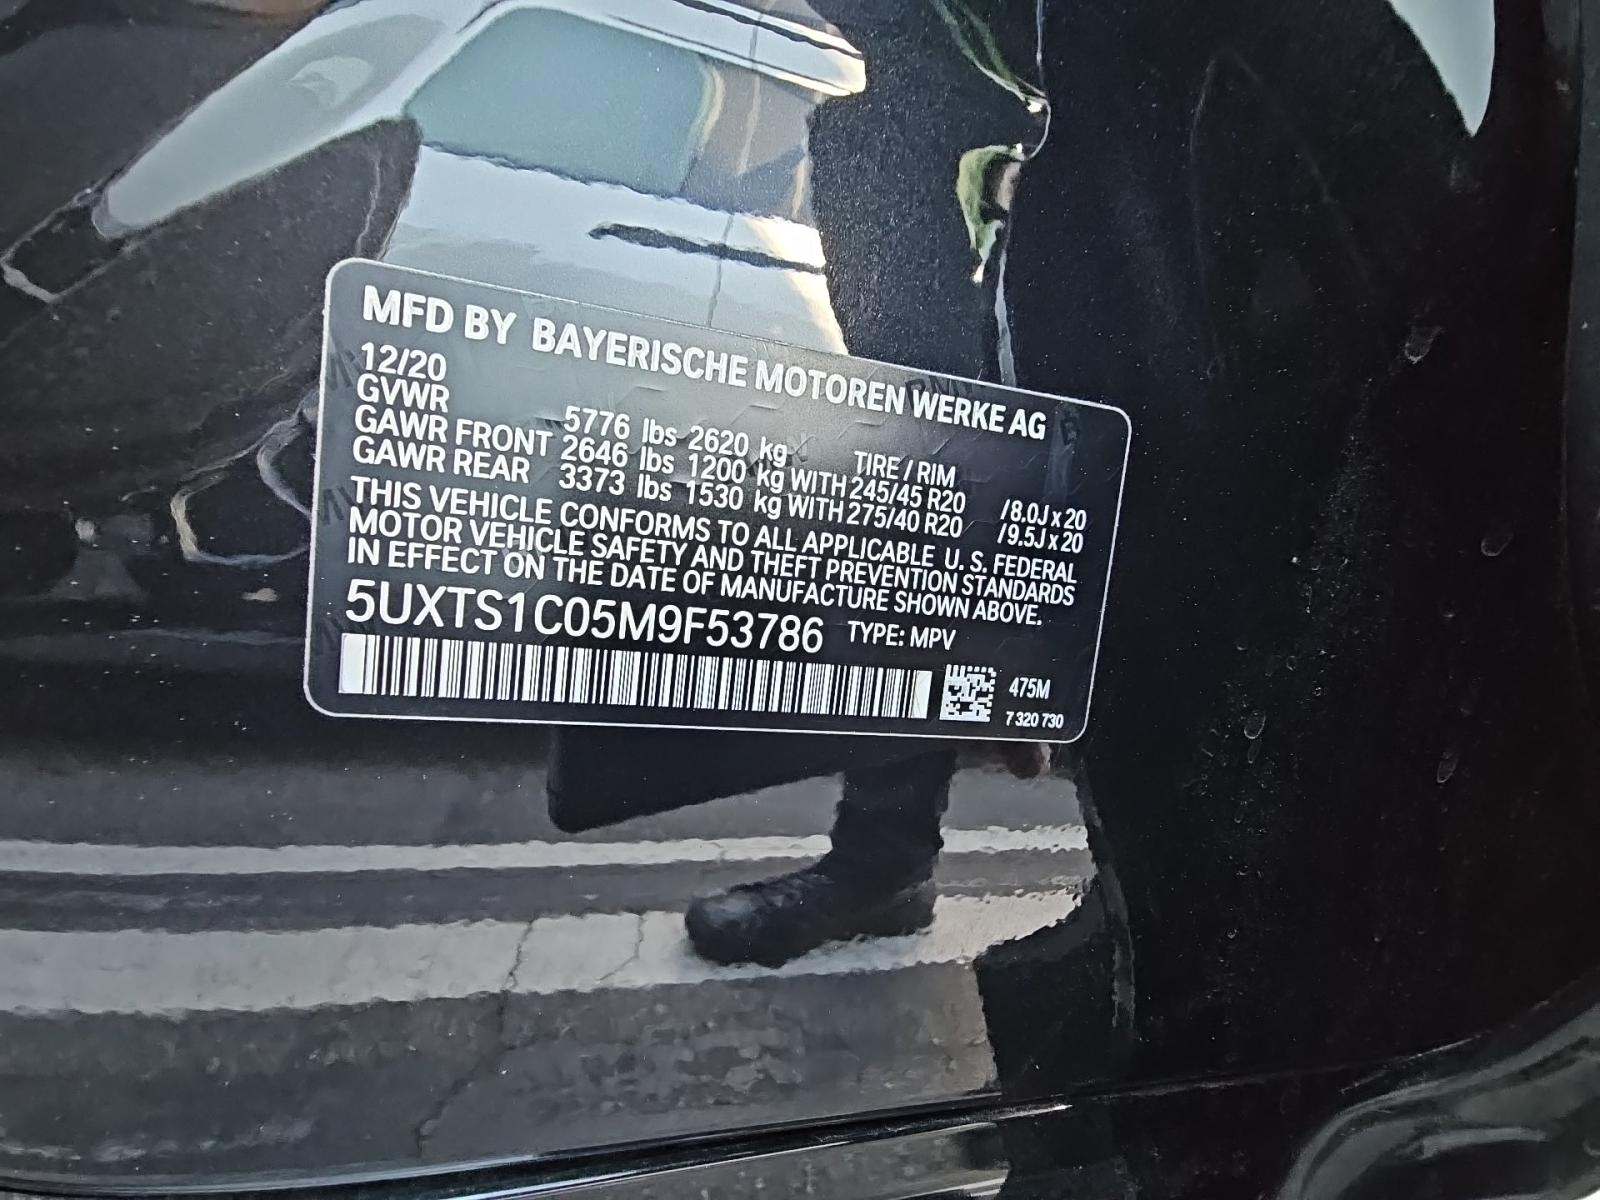 MFD BY BAYERISCHE MOTOREN WERKE AG
12/20
GVWR 5776 lbs 2620 kg TIRE / RIM
GAWR FRONT 2646 lbs 1200 kg WITH 245/45 R20 /8.0J x 20
GAWR REAR 3373 lbs 1530 kg WITH 275/40 R20 /9.5J x 20
THIS VEHICLE CONFORMS TO ALL APPLICABLE U. S. FEDERAL
MOTOR VEHICLE SAFETY AND THEFT PREVENTION STANDARDS
IN EFFECT ON THE DATE OF MANUFACTURE SHOWN ABOVE.
5UXTS1C05M9F53786 TYPE: MPV
475M
7 320 730